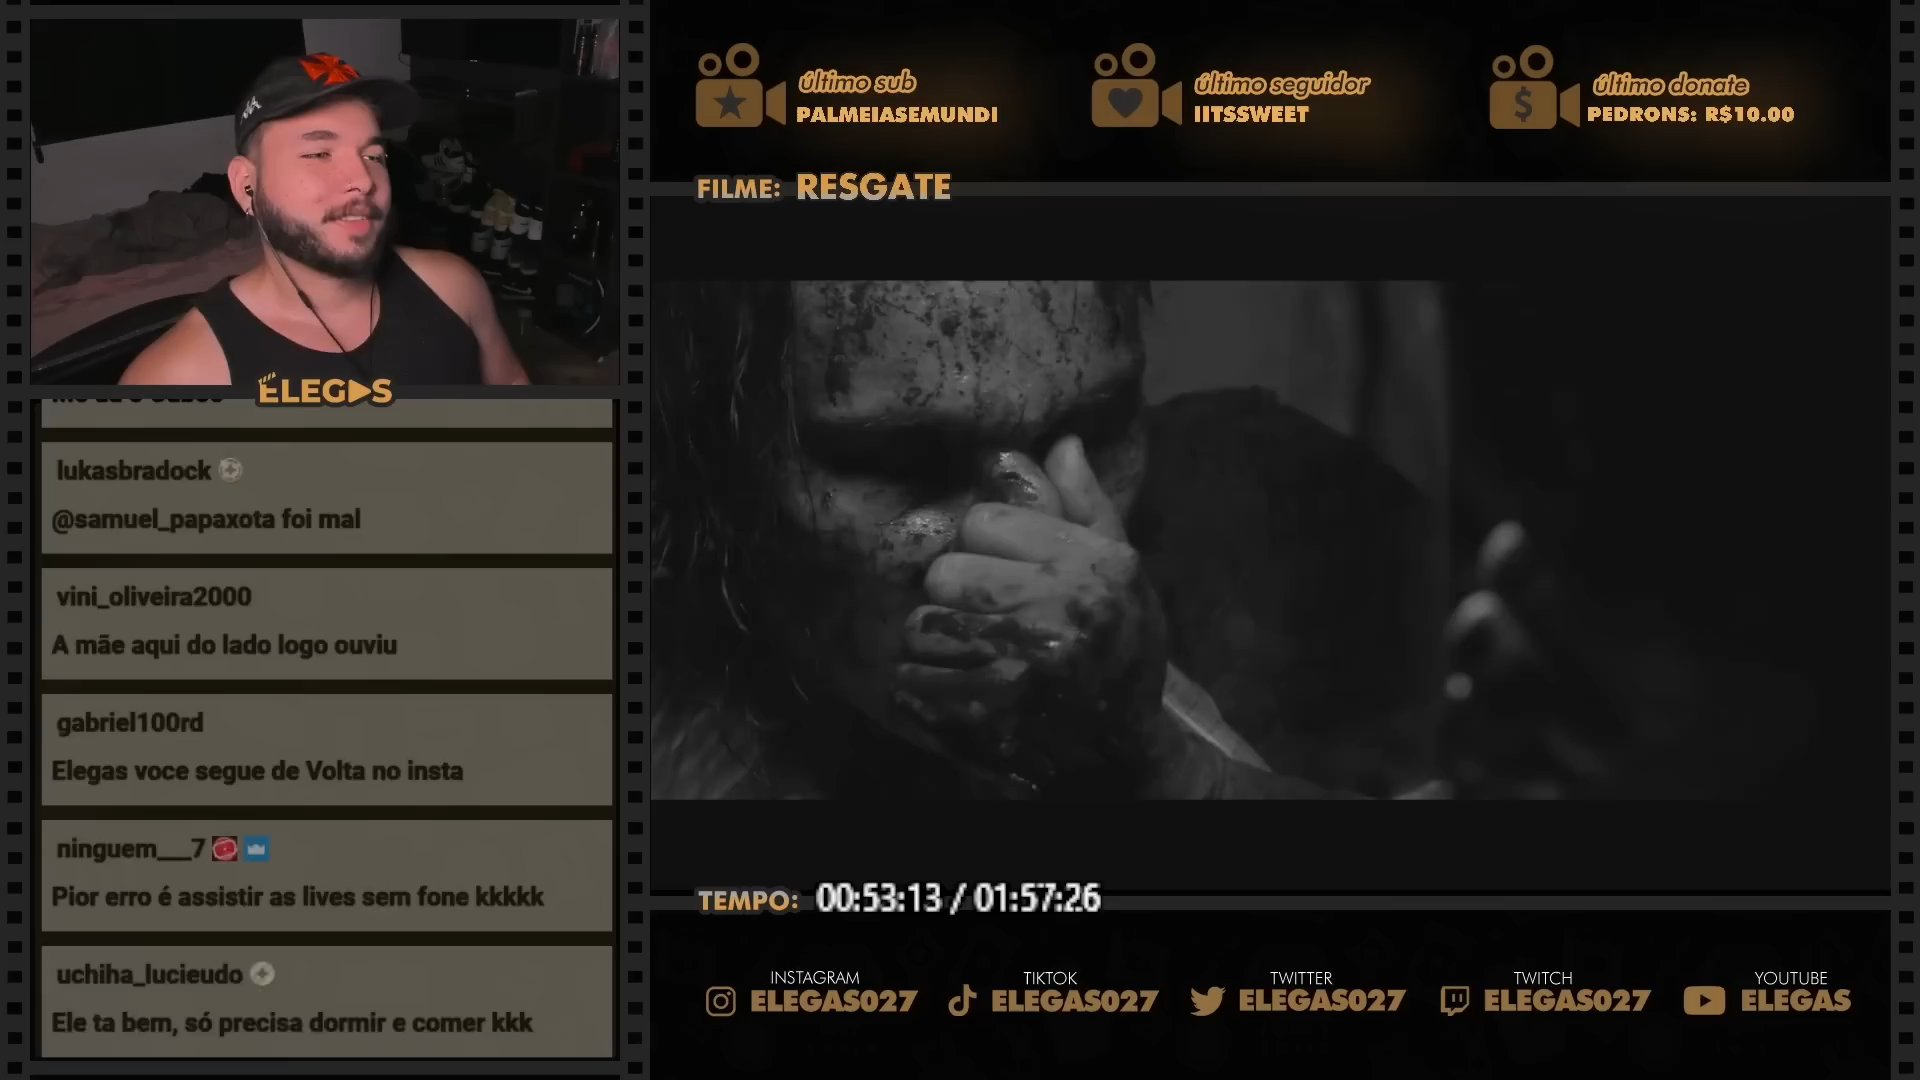 último sub
PALMEIASEMUNDI
último seguidor
IITSSWEET
último donate
PEDRONS: R$10.00
FILME: RESGATE
ELEGAS
lukasbradock
@samuel_papaxota foi mal
vini_oliveira2000
A mãe aqui do lado logo ouviu
gabriel100rd
Elegas voce segue de Volta no insta
ninguem__7
Pior erro é assistir as lives sem fone kkkkk
uchiha_lucieudo
Ele ta bem, só precisa dormir e comer kkk
TEMPO: 00:53:13 / 01:57:26
INSTAGRAM
ELEGAS027
TIKTOK
ELEGAS027
TWITTER
ELEGAS027
TWITCH
ELEGAS027
YOUTUBE
ELEGAS